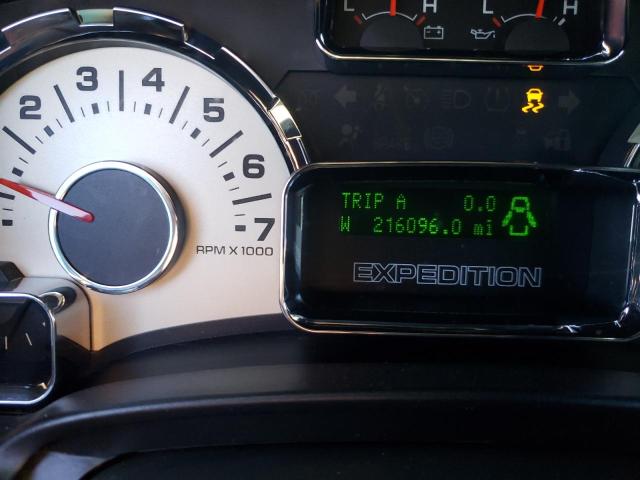 L H L H
2 3 4 5 6 7
RPM X 1000
TRIP A 0.0
W 216096.0 mi
EXPEDITION